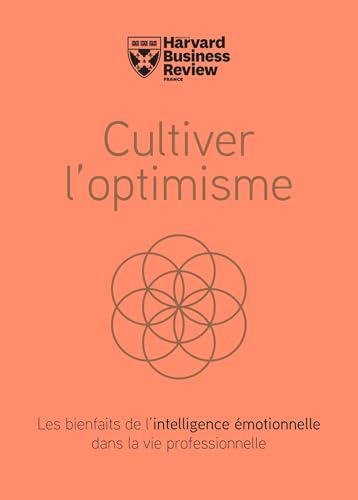 Harvard
Business
Review
FRANCE
Cultiver
l'optimisme
Les bienfaits de l'intelligence émotionnelle
dans la vie professionnelle